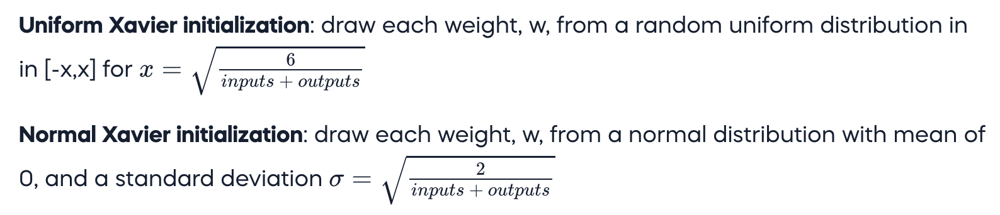 Uniform Xavier initialization: draw each weight, w, from a random uniform distribution in
in [-x,x] for $x = \sqrt{\frac{6}{inputs + outputs}}$
Normal Xavier initialization: draw each weight, w, from a normal distribution with mean of
0, and a standard deviation $\sigma = \sqrt{\frac{2}{inputs + outputs}}$